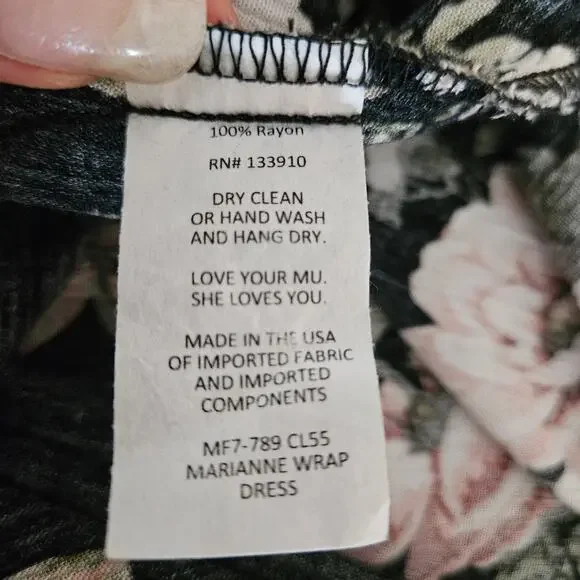 100% Rayon
RN# 133910
DRY CLEAN
OR HAND WASH
AND HANG DRY.
LOVE YOUR MU.
SHE LOVES YOU.
MADE IN THE USA
OF IMPORTED FABRIC
AND IMPORTED
COMPONENTS
MF7-789 CL55
MARIANNE WRAP
DRESS